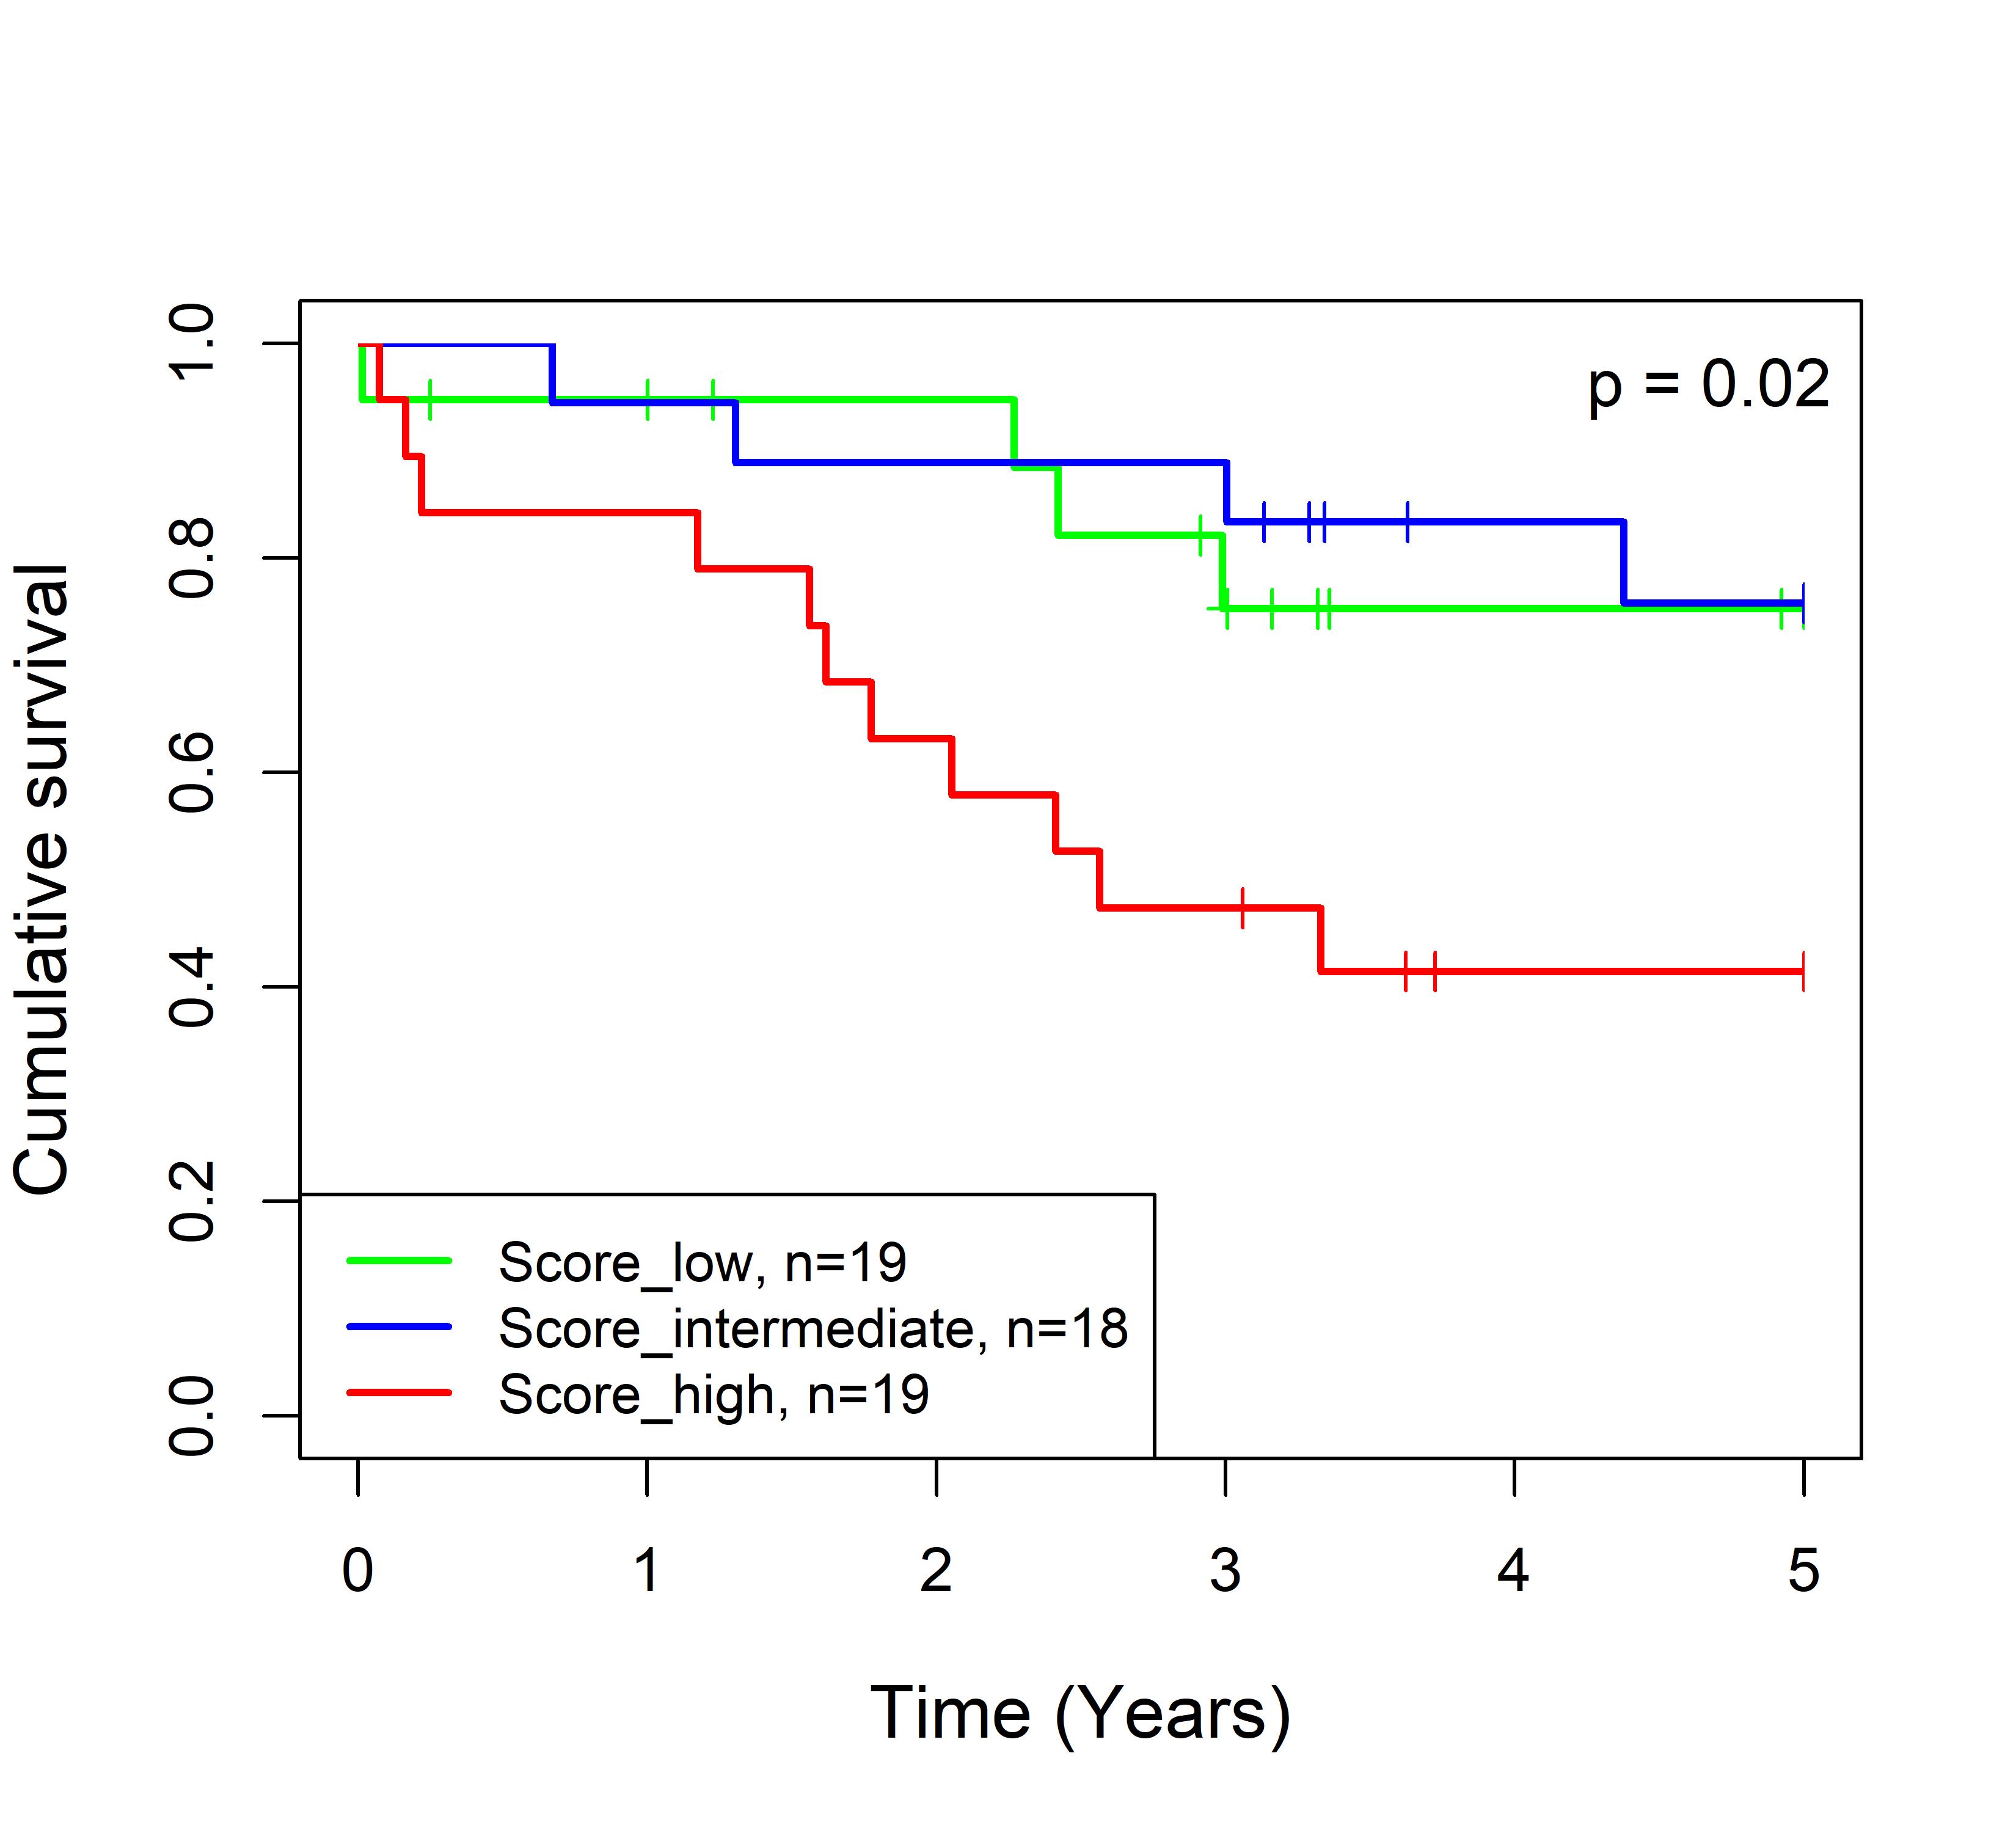 p = 0.02
Cumulative survival
1.0
0.8
0.6
0.4
0.2
0.0
Score_low, n=19
Score_intermediate, n=18
Score_high, n=19
0 1 2 3 4 5
Time (Years)